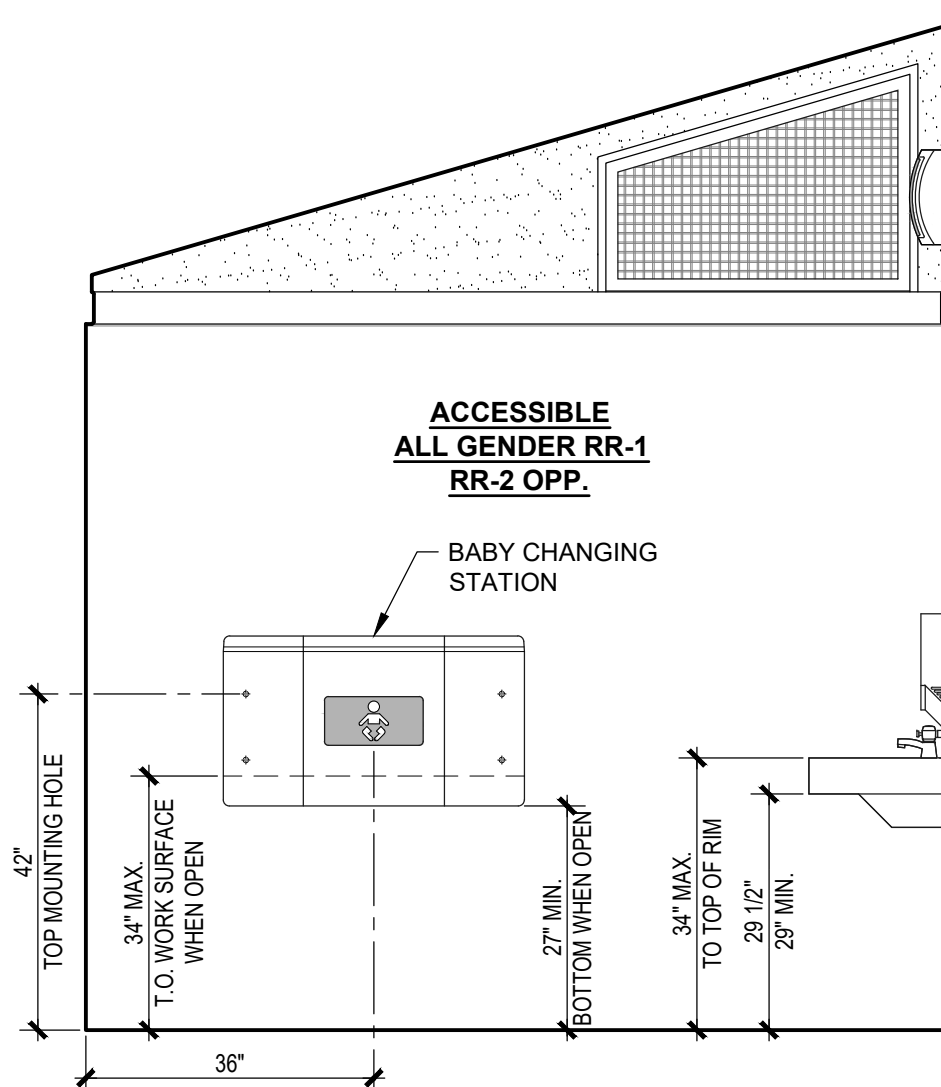 ACCESSIBLE
ALL GENDER RR-1
RR-2 OPP.
BABY CHANGING
STATION
42"
TOP MOUNTING HOLE
34" MAX.
T.O. WORK SURFACE
WHEN OPEN
27" MIN.
BOTTOM WHEN OPEN
34" MAX.
TO TOP OF RIM
29 1/2"
29" MIN.
36"